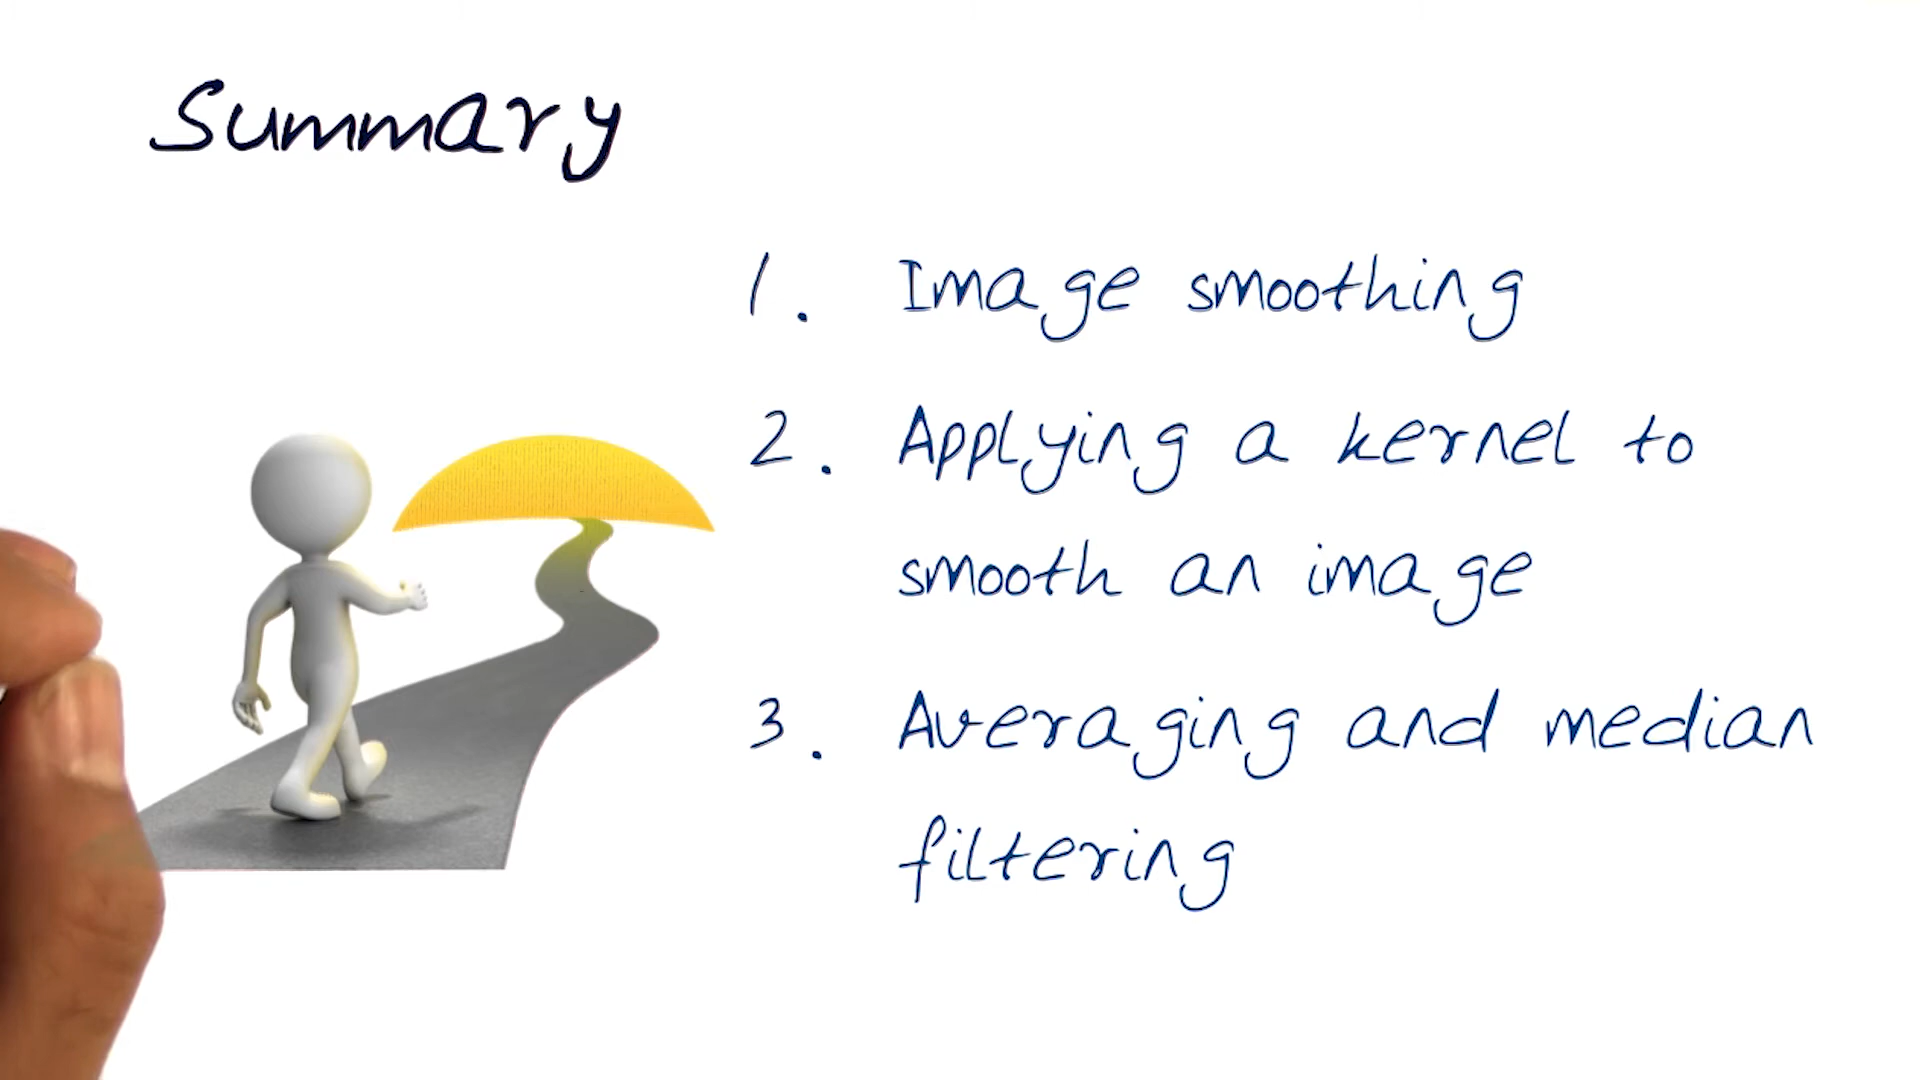 Summary
1. Image smoothing
2. Applying a kernel to
smooth an image
3. Averaging and median
filtering